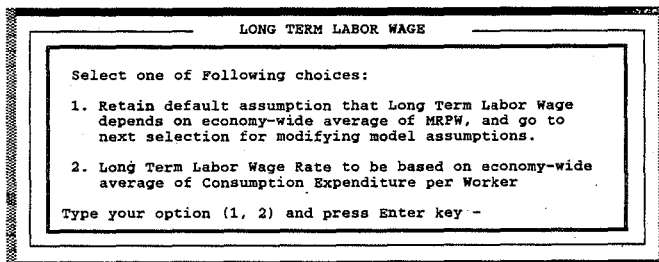 LONG TERM LABOR WAGE
Select one of Following choices:
1. Retain default assumption that Long Term Labor Wage
depends on economy-wide average of MRPW, and go to
next selection for modifying model assumptions.
2. Long Term Labor Wage Rate to be based on economy-wide
average of Consumption Expenditure per Worker
Type your option (1, 2) and press Enter key -